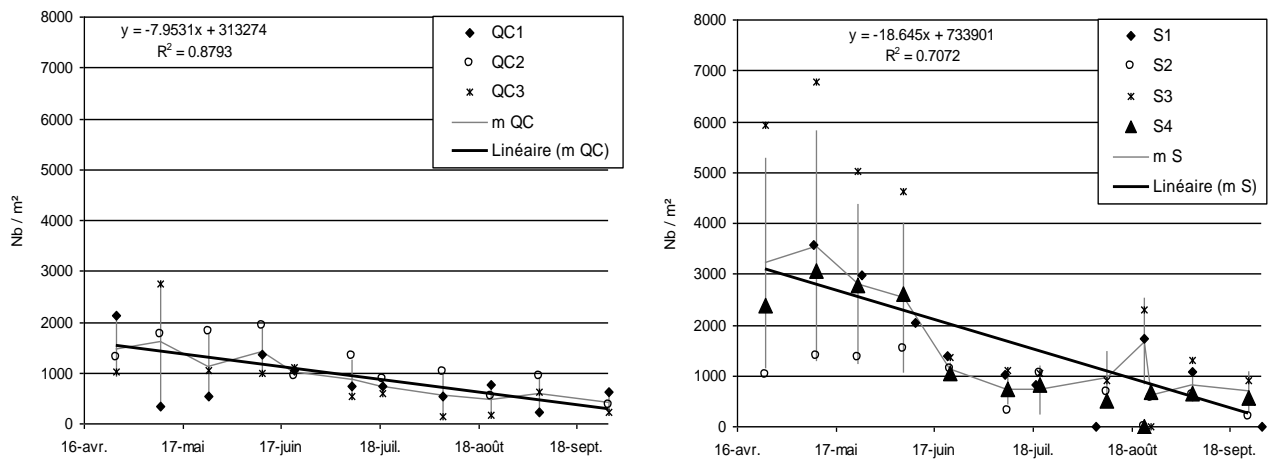 8000
7000
6000
5000
4000
3000
2000
1000
0
Nb / m²
y = -7.9531x + 313274
R² = 0.8793
QC1
QC2
QC3
m QC
Linéaire (m QC)
16-avr. 17-mai 17-juin 18-juil. 18-août 18-sept.
8000
7000
6000
5000
4000
3000
2000
1000
0
Nb / m²
y = -18.645x + 733901
R² = 0.7072
S1
S2
S3
S4
m S
Linéaire (m S)
16-avr. 17-mai 17-juin 18-juil. 18-août 18-sept.